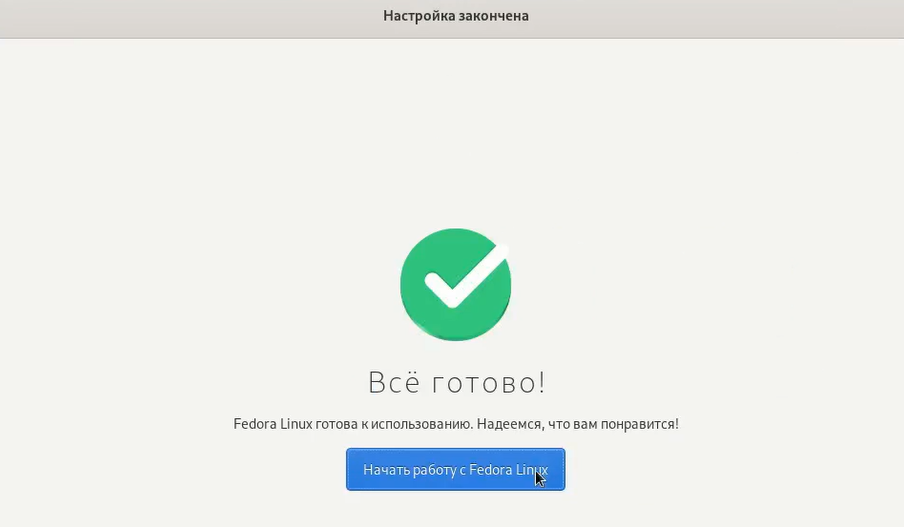 Настройка закончена
Всё готово!
Fedora Linux готова к использованию. Надеемся, что вам понравится!
Начать работу с Fedora Linux